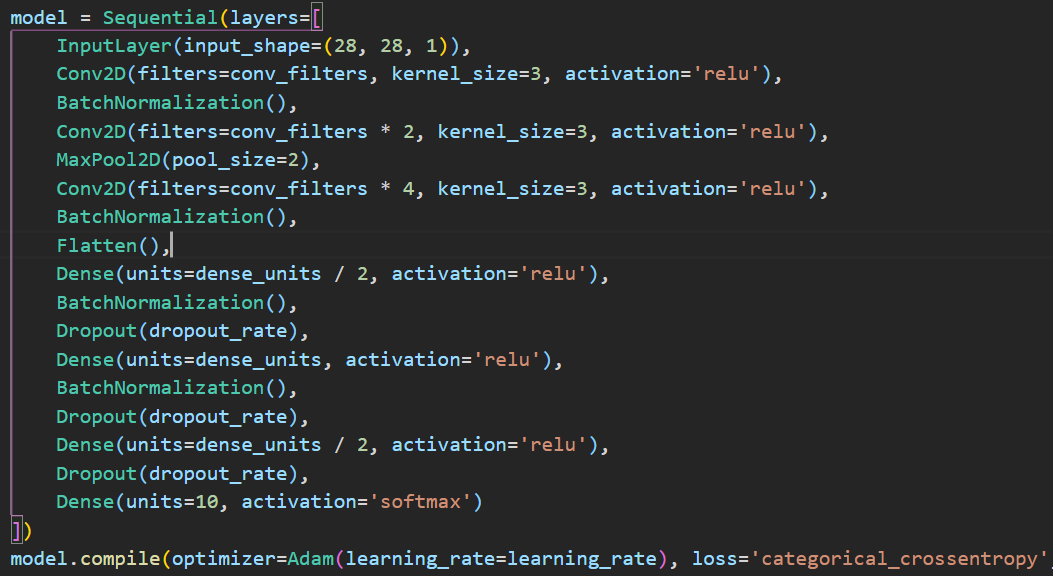 model = Sequential(layers=[
    InputLayer(input_shape=(28, 28, 1)),
    Conv2D(filters=conv_filters, kernel_size=3, activation='relu'),
    BatchNormalization(),
    Conv2D(filters=conv_filters * 2, kernel_size=3, activation='relu'),
    MaxPool2D(pool_size=2),
    Conv2D(filters=conv_filters * 4, kernel_size=3, activation='relu'),
    BatchNormalization(),
    Flatten(),
    Dense(units=dense_units / 2, activation='relu'),
    BatchNormalization(),
    Dropout(dropout_rate),
    Dense(units=dense_units, activation='relu'),
    BatchNormalization(),
    Dropout(dropout_rate),
    Dense(units=dense_units / 2, activation='relu'),
    Dropout(dropout_rate),
    Dense(units=10, activation='softmax')
])
model.compile(optimizer=Adam(learning_rate=learning_rate), loss='categorical_crossentropy',